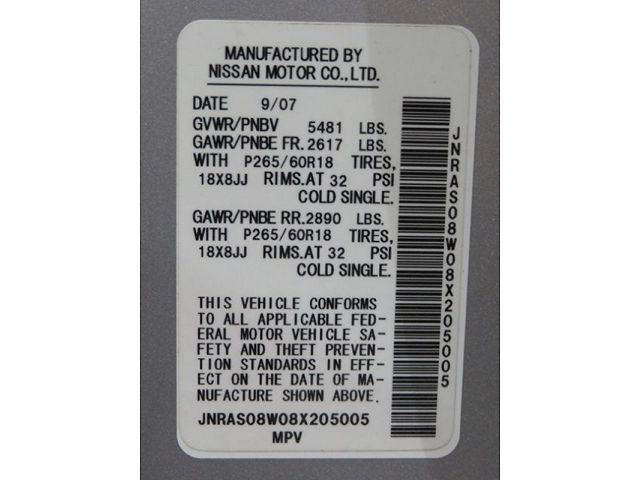 MANUFACTURED BY
NISSAN MOTOR CO., LTD.
DATE 9/07
GVWR/PNBV 5481 LBS.
GAWR/PNBE FR. 2617 LBS.
WITH P265/60R18 TIRES,
18X8JJ RIMS. AT 32 PSI
COLD SINGLE.
GAWR/PNBE RR. 2890 LBS.
WITH P265/60R18 TIRES,
18X8JJ RIMS. AT 32 PSI
COLD SINGLE.
THIS VEHICLE CONFORMS
TO ALL APPLICABLE FED-
ERAL MOTOR VEHICLE SA-
FETY AND THEFT PREVEN-
TION STANDARDS IN EFF-
ECT ON THE DATE OF MA-
NUFACTURE SHOWN ABOVE.
JNRAS08W08X205005
MPV
JNRAS08W08X205005